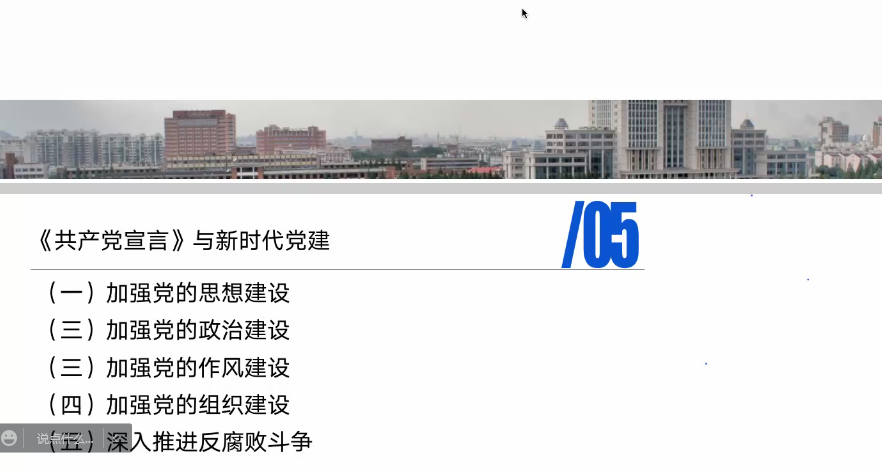 /05
《共产党宣言》与新时代党建
（一）加强党的思想建设
（三）加强党的政治建设
（三）加强党的作风建设
（四）加强党的组织建设
（五）深入推进反腐败斗争
说点什么...